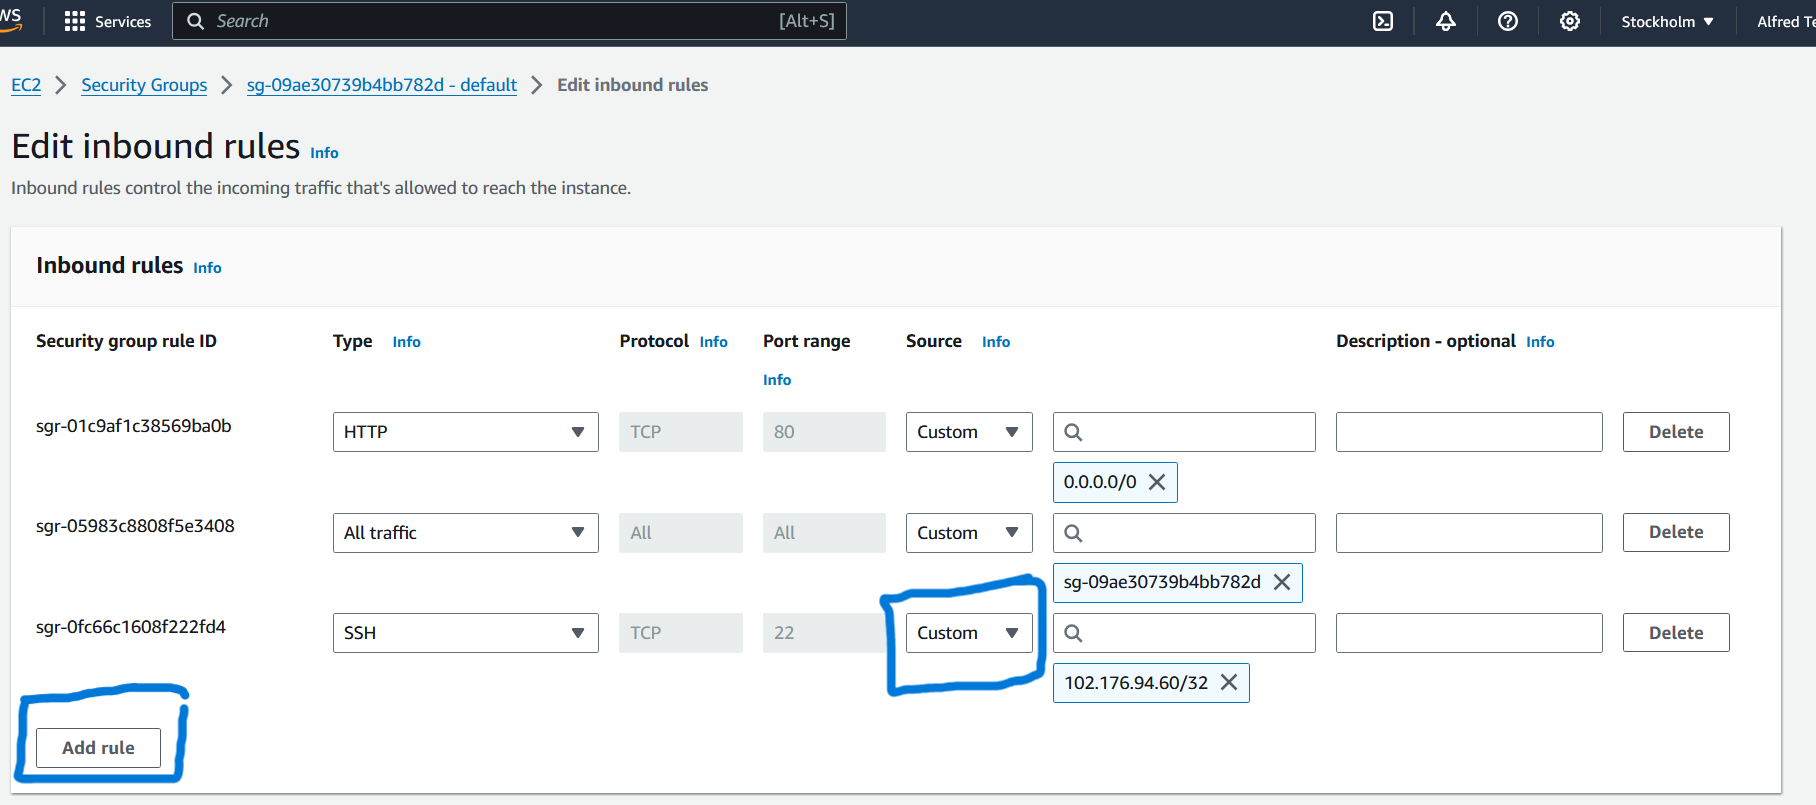 WS Services Search [Alt+S] Stockholm Alfred Te
EC2 Security Groups sg-09ae30739b4bb782d - default Edit inbound rules
Edit inbound rules Info
Inbound rules control the incoming traffic that's allowed to reach the instance.
Inbound rules Info
Security group rule ID Type Info Protocol Info Port range Source Info Description - optional Info
Info
sgr-01c9af1c38569ba0b HTTP TCP 80 Custom Delete
0.0.0.0/0
sgr-05983c8808f5e3408 All traffic All All Custom Delete
sg-09ae30739b4bb782d
sgr-0fc66c1608f222fd4 SSH TCP 22 Custom Delete
102.176.94.60/32
Add rule